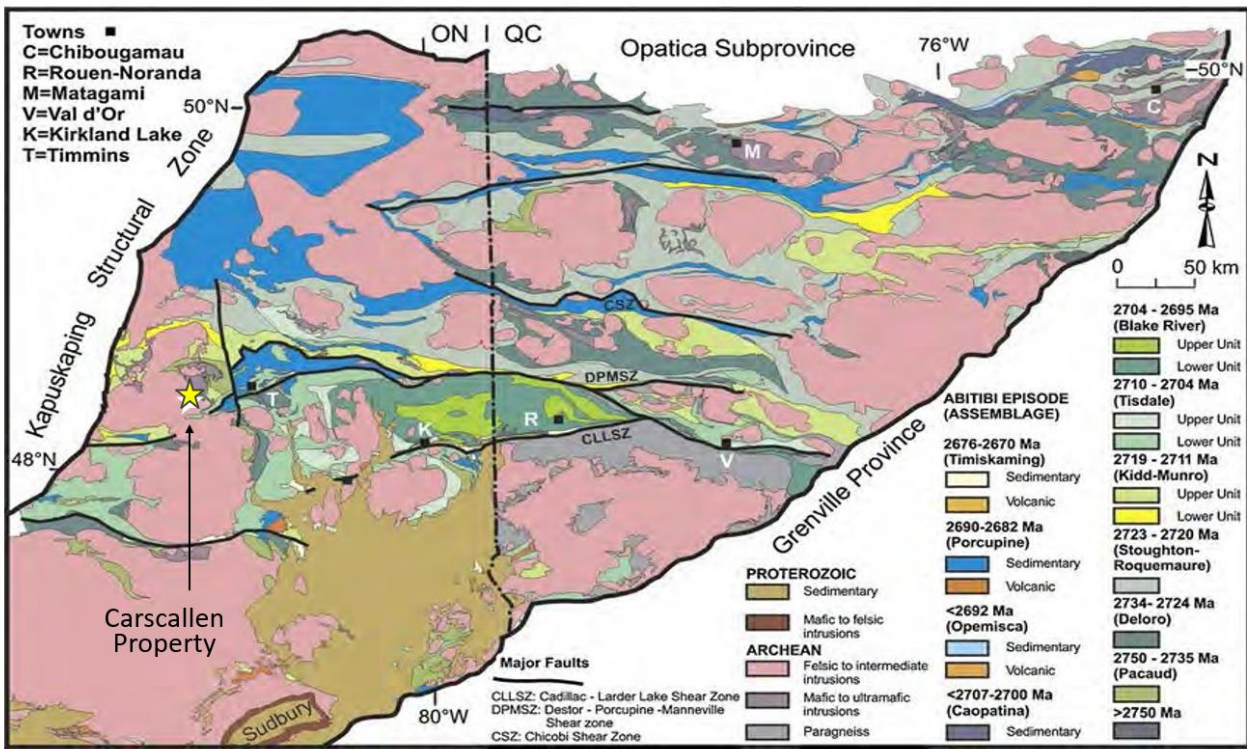 Towns
C=Chibougamau
R=Rouen-Noranda
M=Matagami
V=Val d'Or
K=Kirkland Lake
T=Timmins
ON | QC
Opatica Subprovince
76°W
50°N
50°N
C
M
Kapuskaping Structural Zone
N
0 50 km
CSZ
DPMSZ
T
K
R
CLLSZ
V
48°N
Grenville Province
Carscallen
Property
Sudbury
80°W
Major Faults
CLLSZ: Cadillac - Larder Lake Shear Zone
DPMSZ: Destor - Porcupine -Manneville
Shear zone
CSZ: Chicobi Shear Zone
PROTEROZOIC
Sedimentary
Mafic to felsic
intrusions
ARCHEAN
Felsic to intermediate
intrusions
Mafic to ultramafic
intrusions
Paragneiss
ABITIBI EPISODE
(ASSEMBLAGE)
2676-2670 Ma
(Timiskaming)
Sedimentary
Volcanic
2690-2682 Ma
(Porcupine)
Sedimentary
Volcanic
<2692 Ma
(Opemisca)
Sedimentary
Volcanic
<2707-2700 Ma
(Caopatina)
Sedimentary
2704 - 2695 Ma
(Blake River)
Upper Unit
Lower Unit
2710 - 2704 Ma
(Tisdale)
Upper Unit
Lower Unit
2719 - 2711 Ma
(Kidd-Munro)
Upper Unit
Lower Unit
2723 - 2720 Ma
(Stoughton-
Roquemaure)
2734- 2724 Ma
(Deloro)
2750 - 2735 Ma
(Pacaud)
>2750 Ma